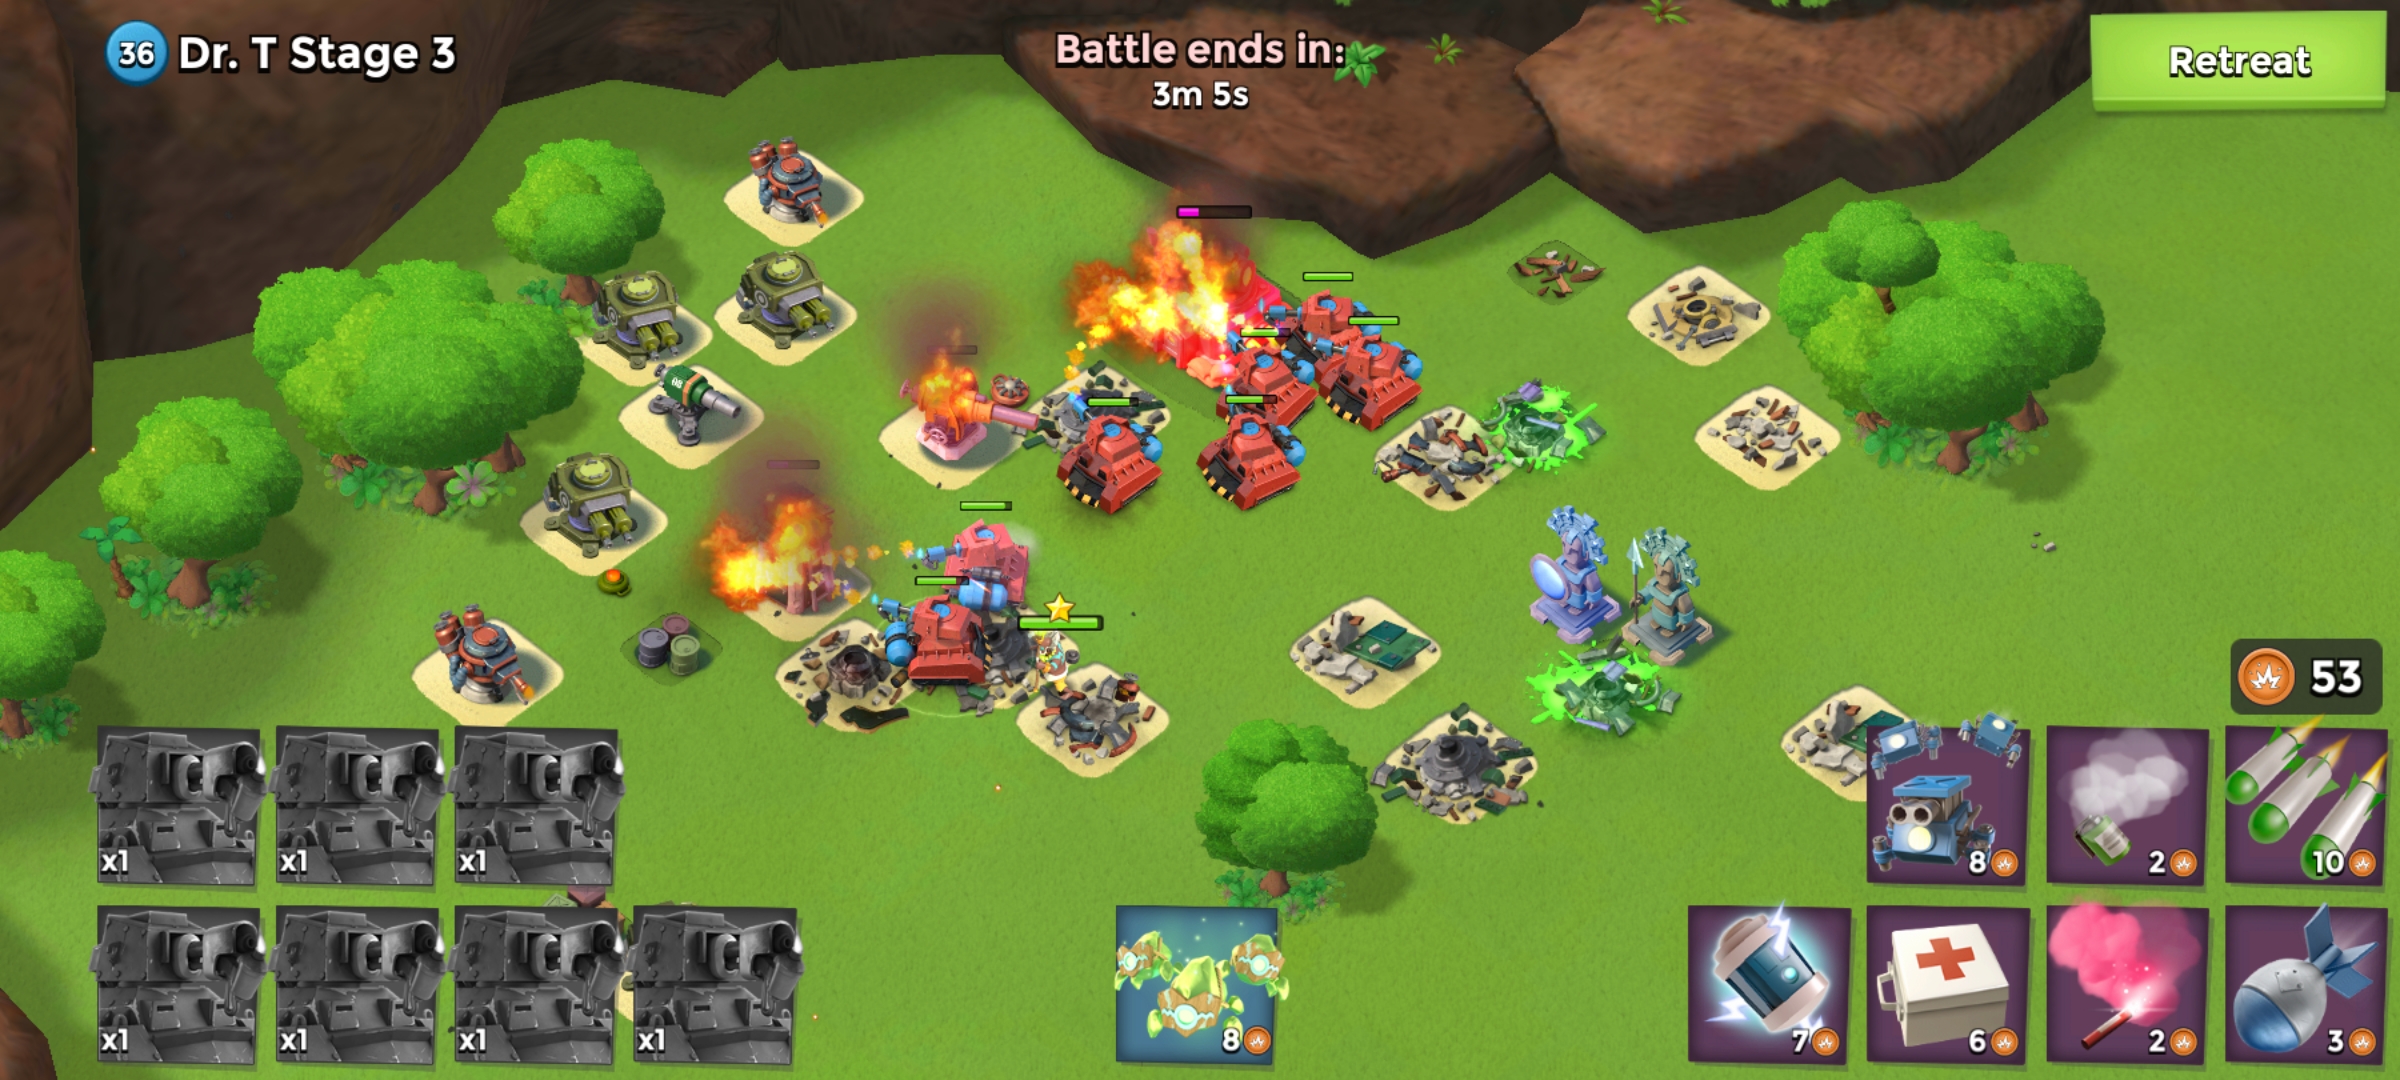 36 Dr. T Stage 3
Battle ends in:
3m 5s
Retreat
53
x1 x1 x1
8 2 10
x1 x1 x1 x1
8
7 6 2 3